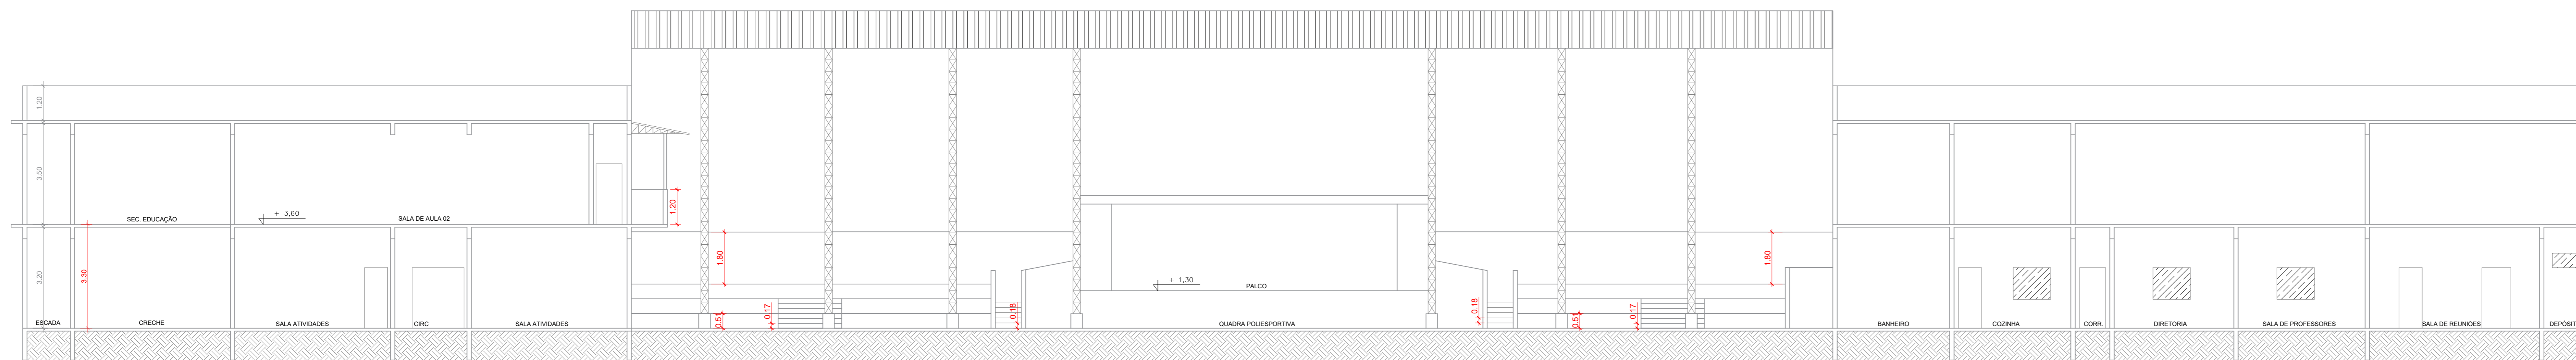 1.20
3.50
SEC. EDUCAÇÃO
+ 3,60
SALA DE AULA 02
1.20
3.20
3.30
1.80
1.80
+ 1,30
PALCO
0.51
0.17
0.18
0.18
0.51
0.17
ESCADA
CRECHE
SALA ATIVIDADES
CIRC
SALA ATIVIDADES
QUADRA POLIESPORTIVA
BANHEIRO
COZINHA
CORR.
DIRETORIA
SALA DE PROFESSORES
SALA DE REUNIÕES
DEPÓSIT